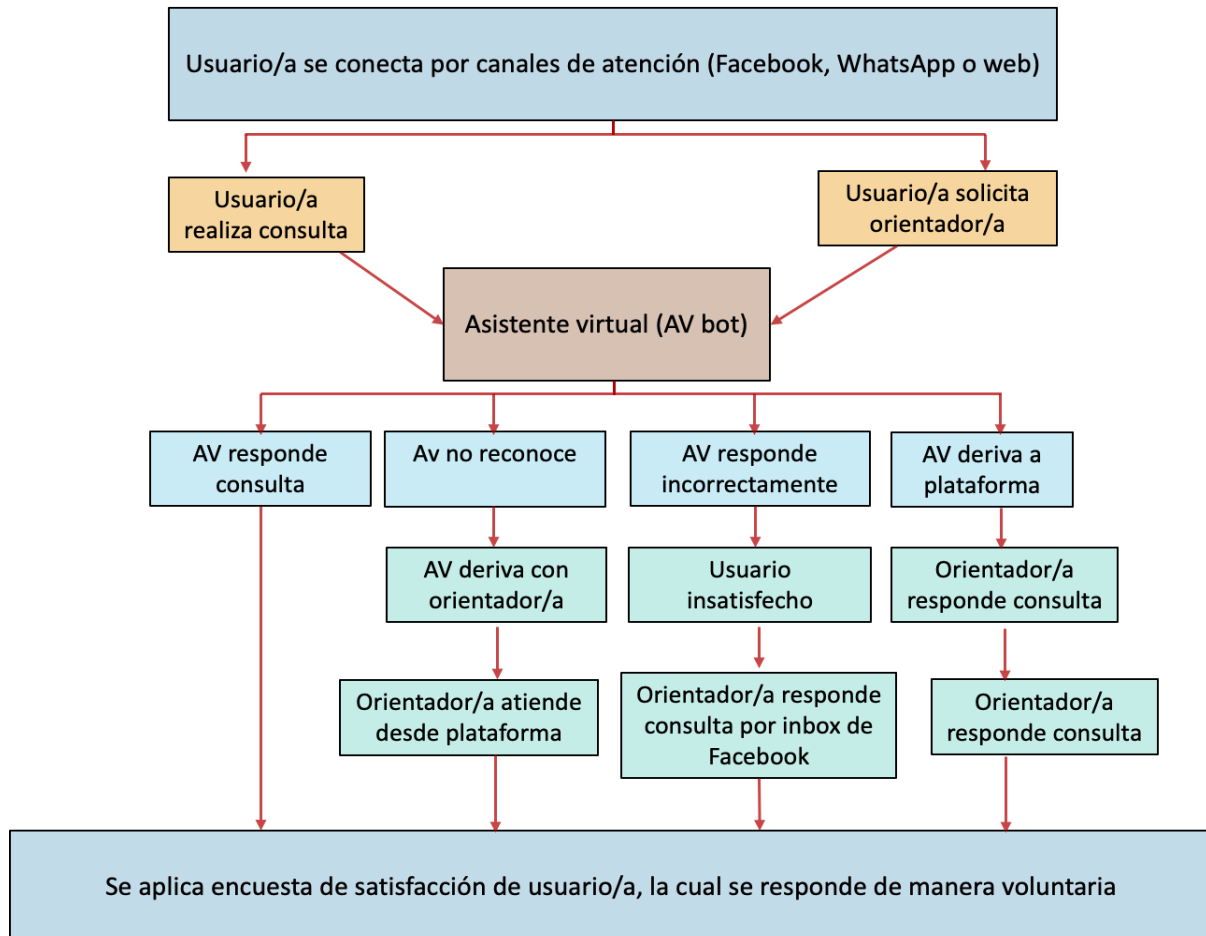 Usuario/a se conecta por canales de atención (Facebook, WhatsApp o web)
Usuario/a
realiza consulta
Usuario/a solicita
orientador/a
Asistente virtual (AV bot)
AV responde
consulta
Av no reconoce
AV responde
incorrectamente
AV deriva a
plataforma
AV deriva con
orientador/a
Usuario
insatisfecho
Orientador/a
responde consulta
Orientador/a atiende
desde plataforma
Orientador/a responde
consulta por inbox de
Facebook
Orientador/a
responde consulta
Se aplica encuesta de satisfacción de usuario/a, la cual se responde de manera voluntaria